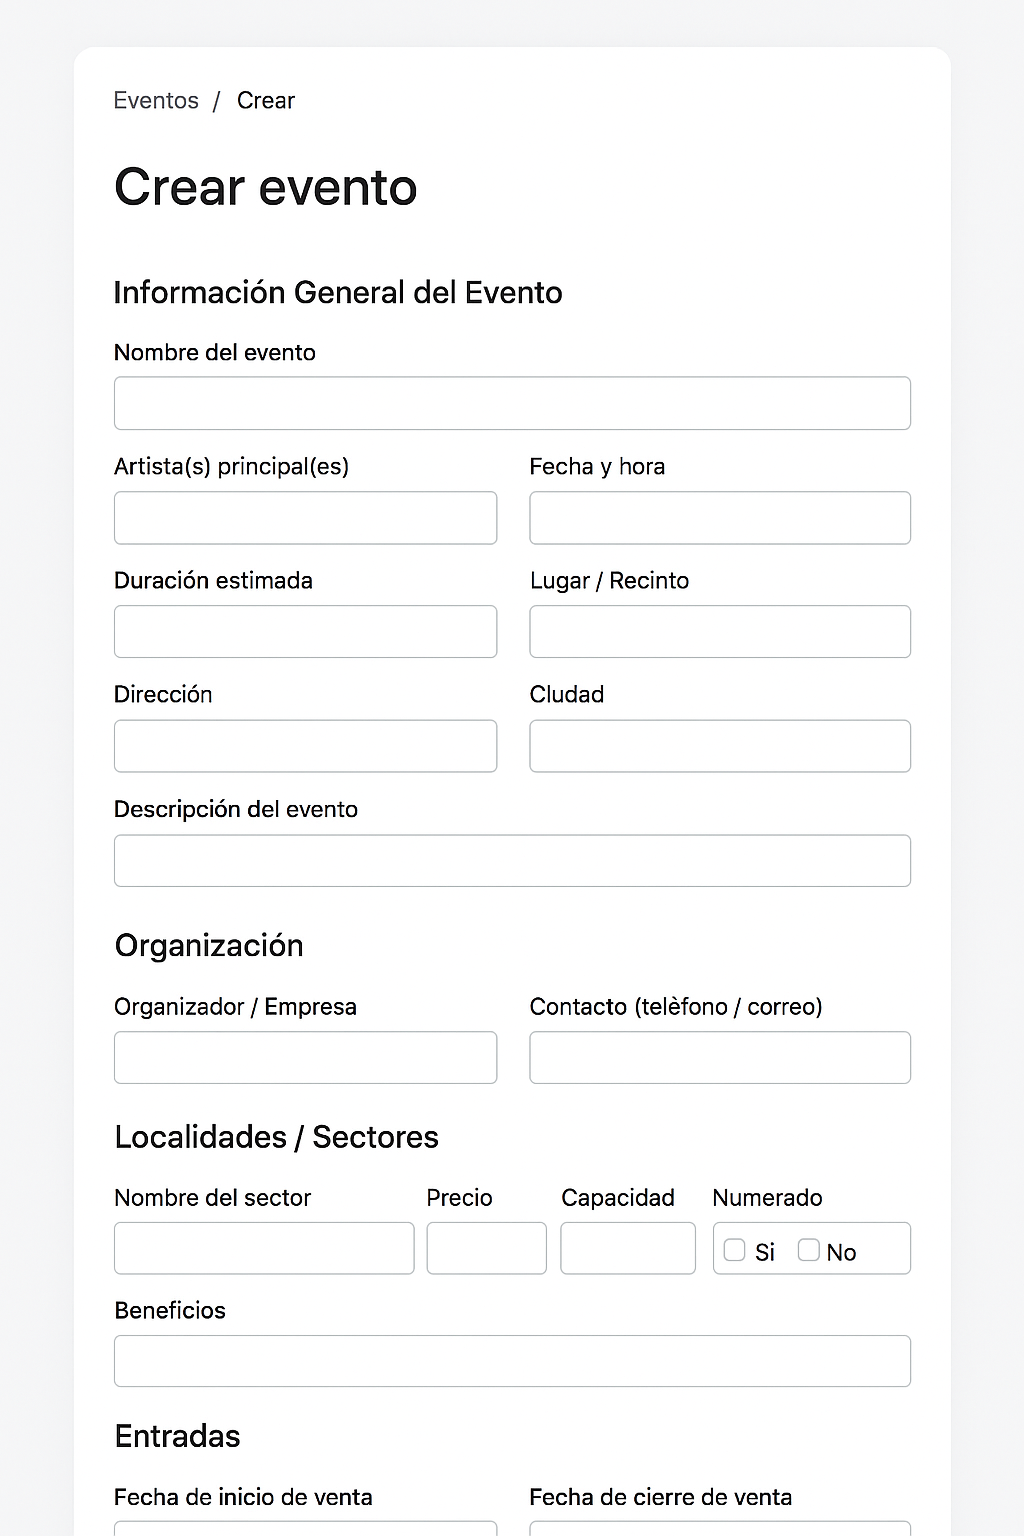 Eventos / Crear
Crear evento
Información General del Evento
Nombre del evento
Artista(s) principal(es) Fecha y hora
Duración estimada Lugar / Recinto
Dirección Cludad
Descripción del evento
Organización
Organizador / Empresa Contacto (telèfono / correo)
Localidades / Sectores
Nombre del sector Precio Capacidad Numerado
Si No
Beneficios
Entradas
Fecha de inicio de venta Fecha de cierre de venta